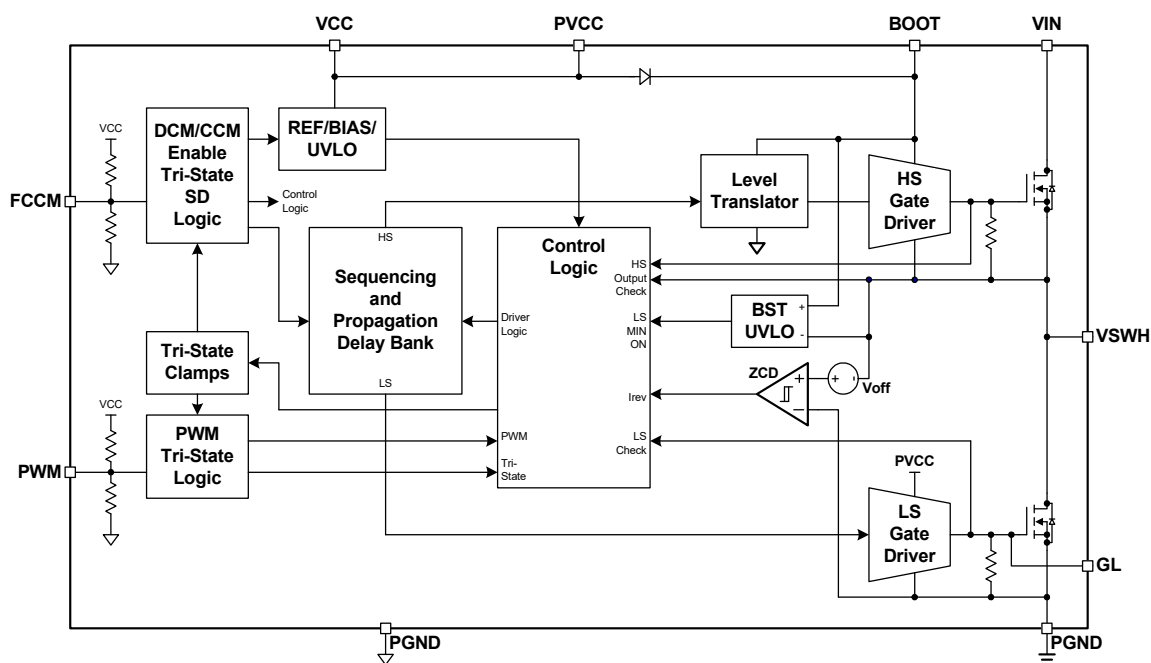 VCC
PVCC
BOOT
VIN
VCC
DCM/CCM
Enable
Tri-State
SD
Logic
REF/BIAS/
UVLO
FCCM
Control
Logic
Level
Translator
HS
Gate
Driver
HS
Sequencing
and
Propagation
Delay Bank
LS
Control
Logic
HS
Output
Check
Driver
Logic
LS
MIN
ON
BST
UVLO
+
-
VSWH
Tri-State
Clamps
ZCD
+
-
Voff
Irev
VCC
PWM
Tri-State
Logic
PWM
PWM
Tri-
State
LS
Check
PVCC
LS
Gate
Driver
GL
PGND
PGND